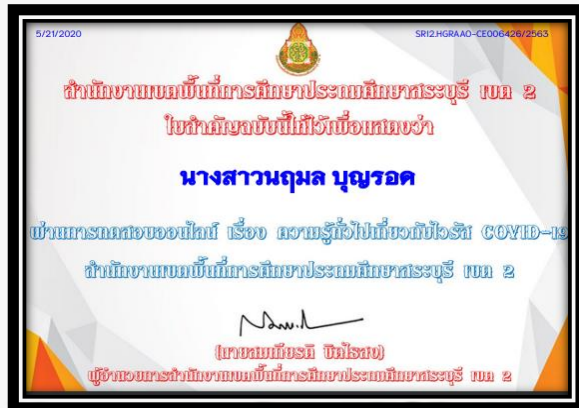 5/21/2020
SRI2.HGRAAO-CE006426/2563
สำนักงานเขตพื้นที่การศึกษาประถมศึกษาสระบุรี เขต 2
ใบสำคัญฉบับนี้ให้ไว้เพื่อแสดงว่า
นางสาวนฤมล บุญรอด
ผ่านการทดสอบออนไลน์ เรื่อง ความรู้ทั่วไปเกี่ยวกับไวรัส COVID-19
สำนักงานเขตพื้นที่การศึกษาประถมศึกษาสระบุรี เขต 2
(นายสมเกียรติ
ผู้อำนวยการสำนักงานเขตพื้นที่การศึกษาประถมศึกษาสระบุรี เขต 2